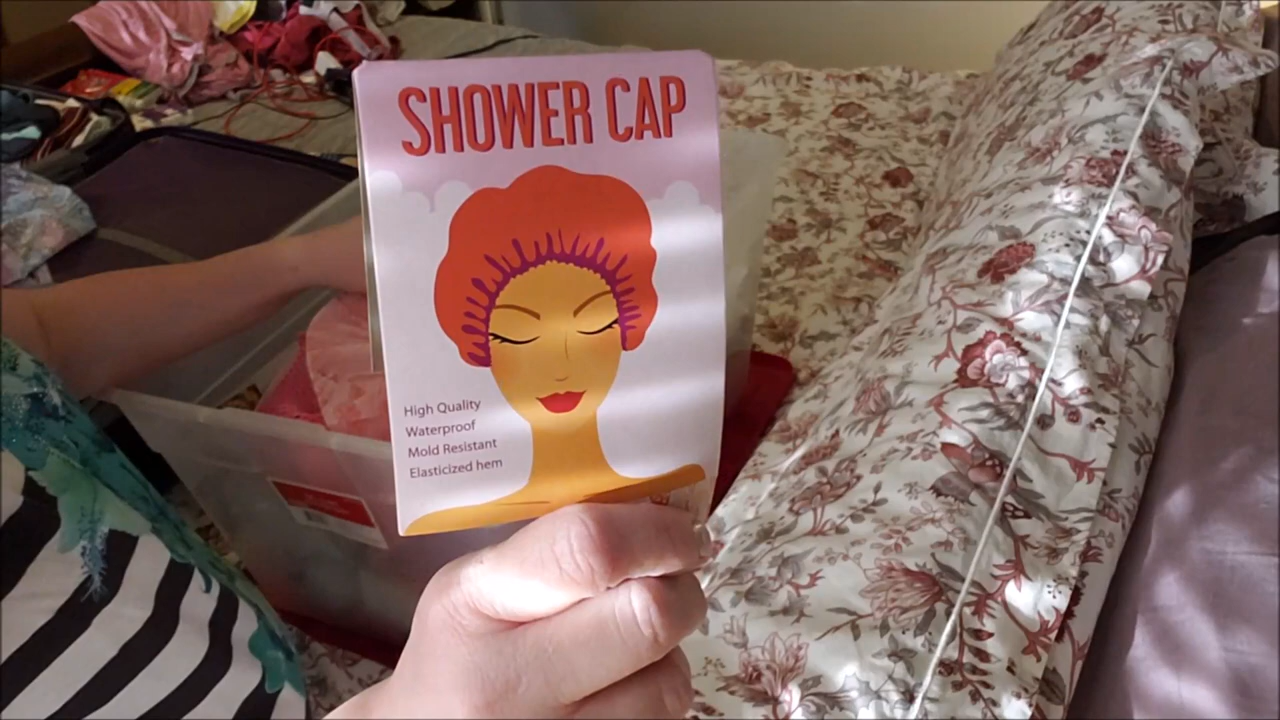 SHOWER CAP
High Quality
Waterproof
Mold Resistant
Elasticized hem